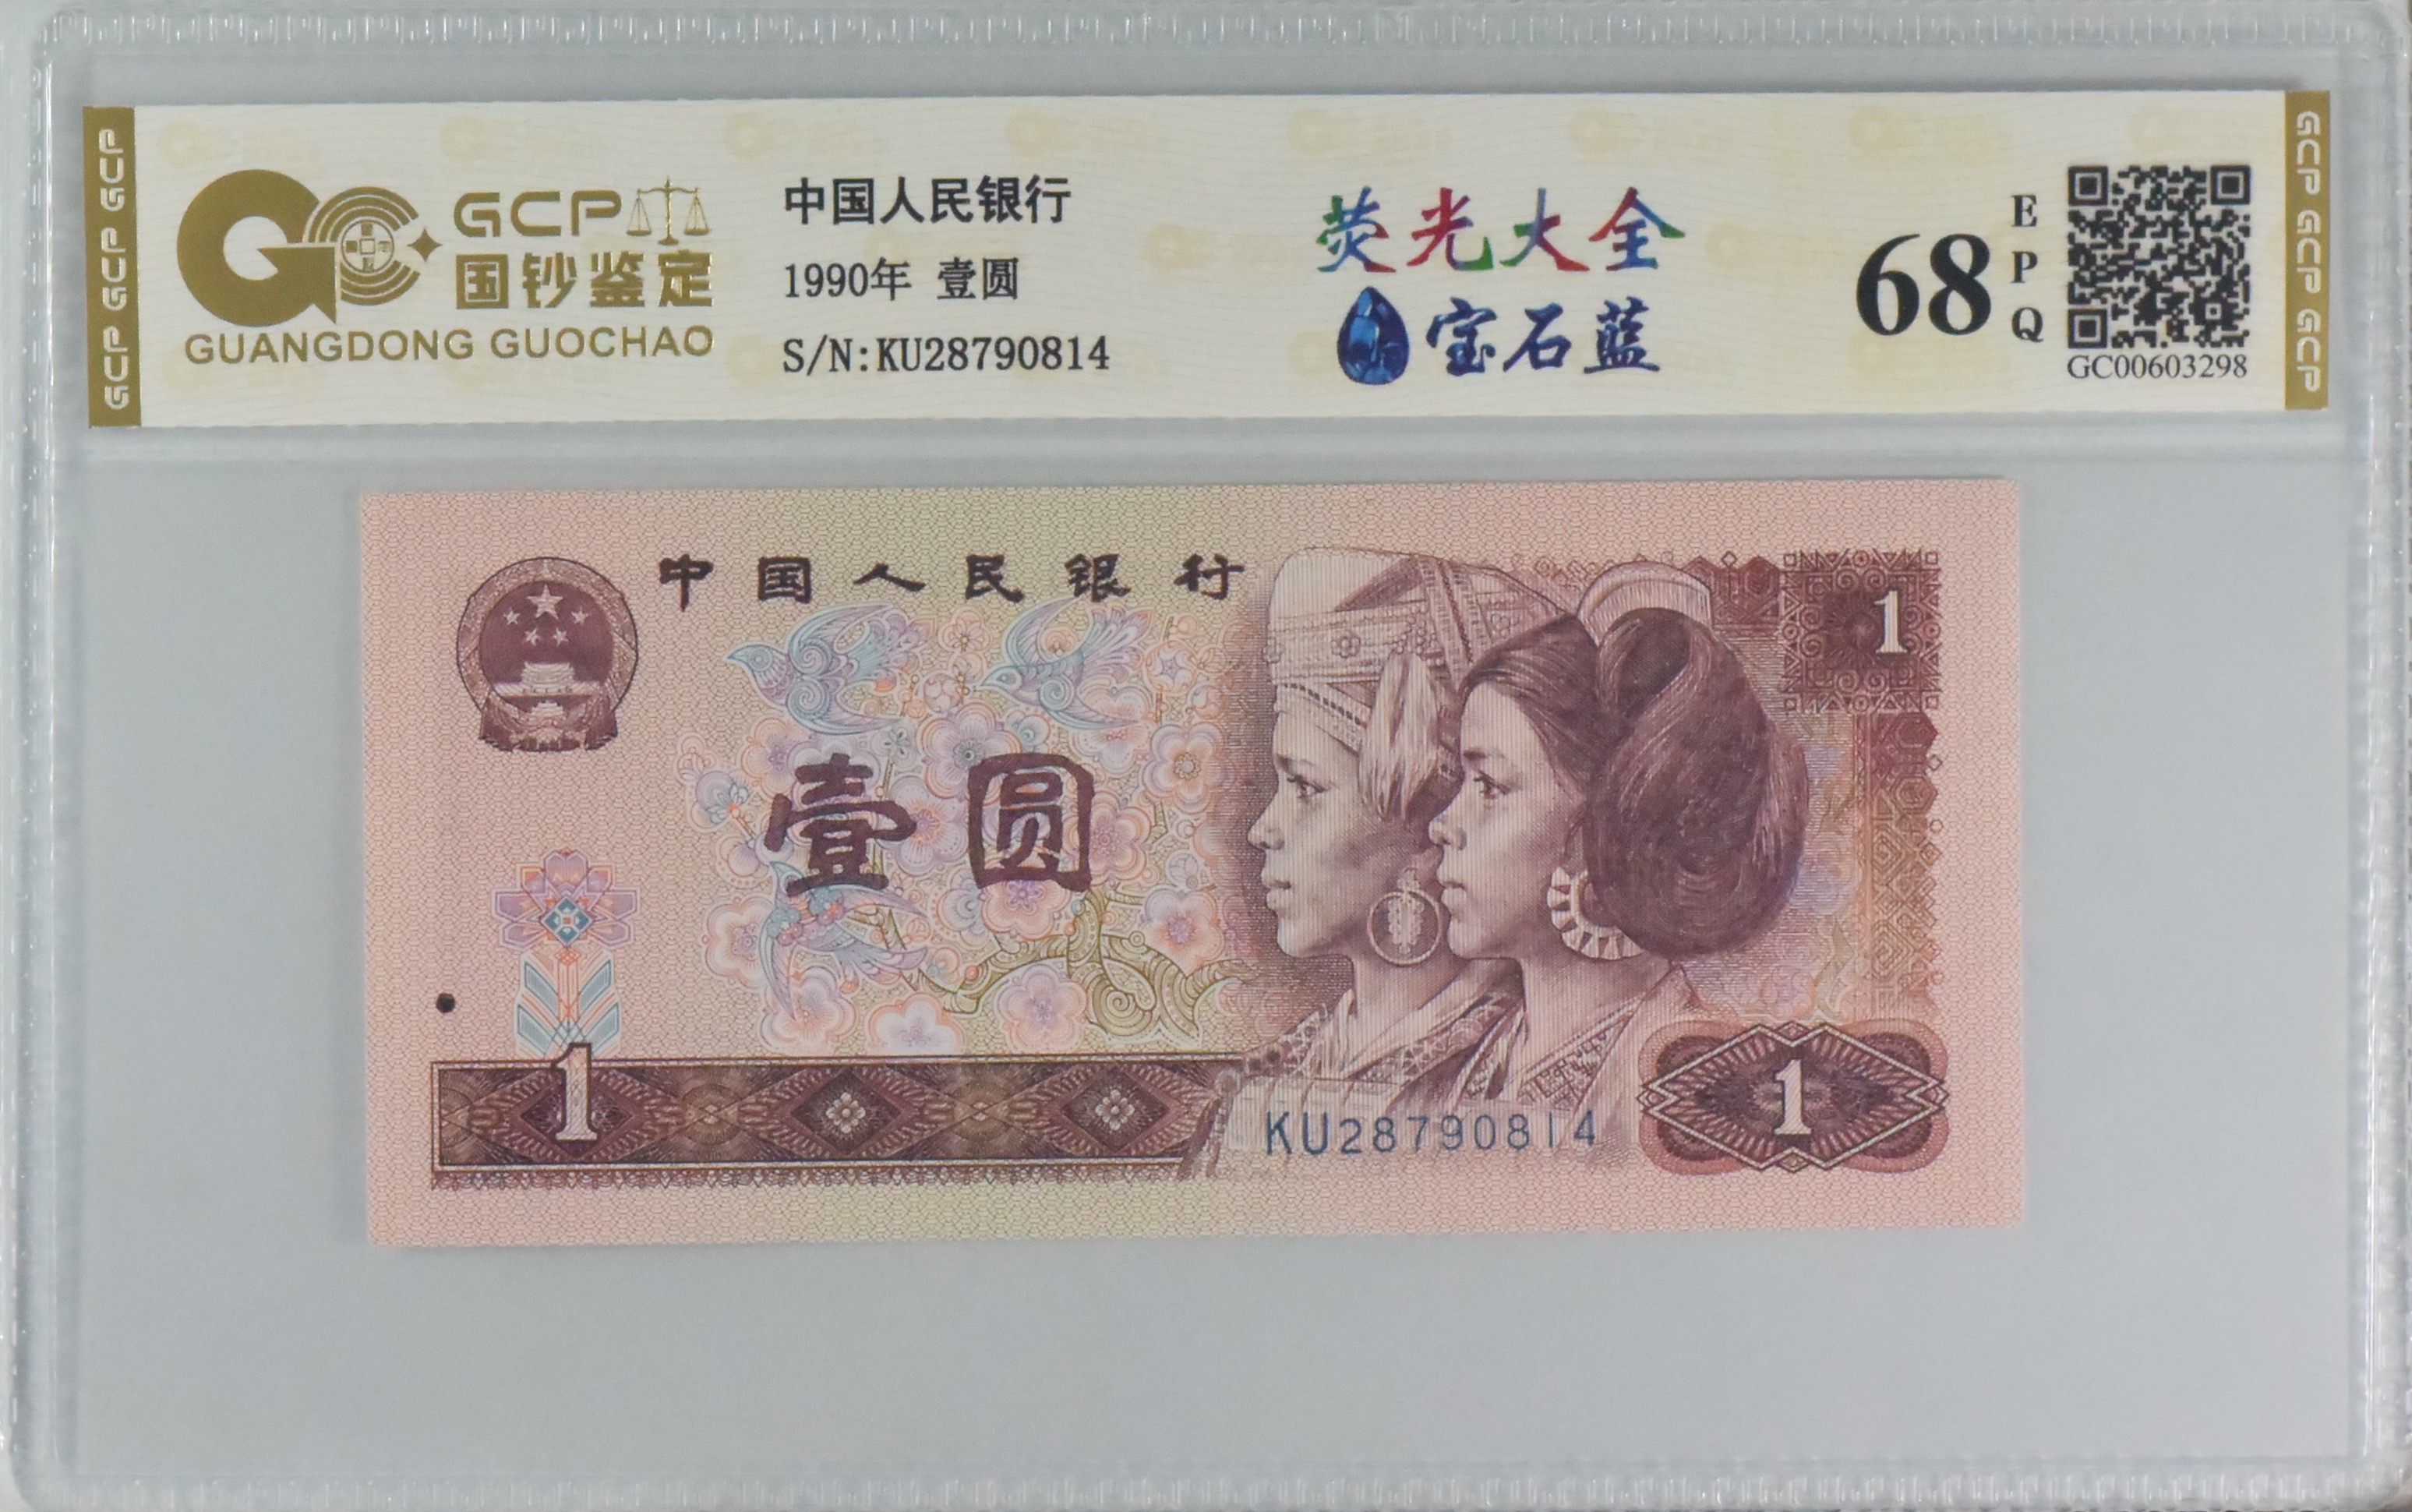 GCP
国钞鉴定
GUANGDONG GUOCHAO
中国人民银行
1990年 壹圆
S/N:KU28790814
荧光大全
宝石蓝
68
EPQ
GC00603298
GCP GCP GCP
GCP GCP GCP
中国人民银行
1
壹圆
1
1
KU28790814